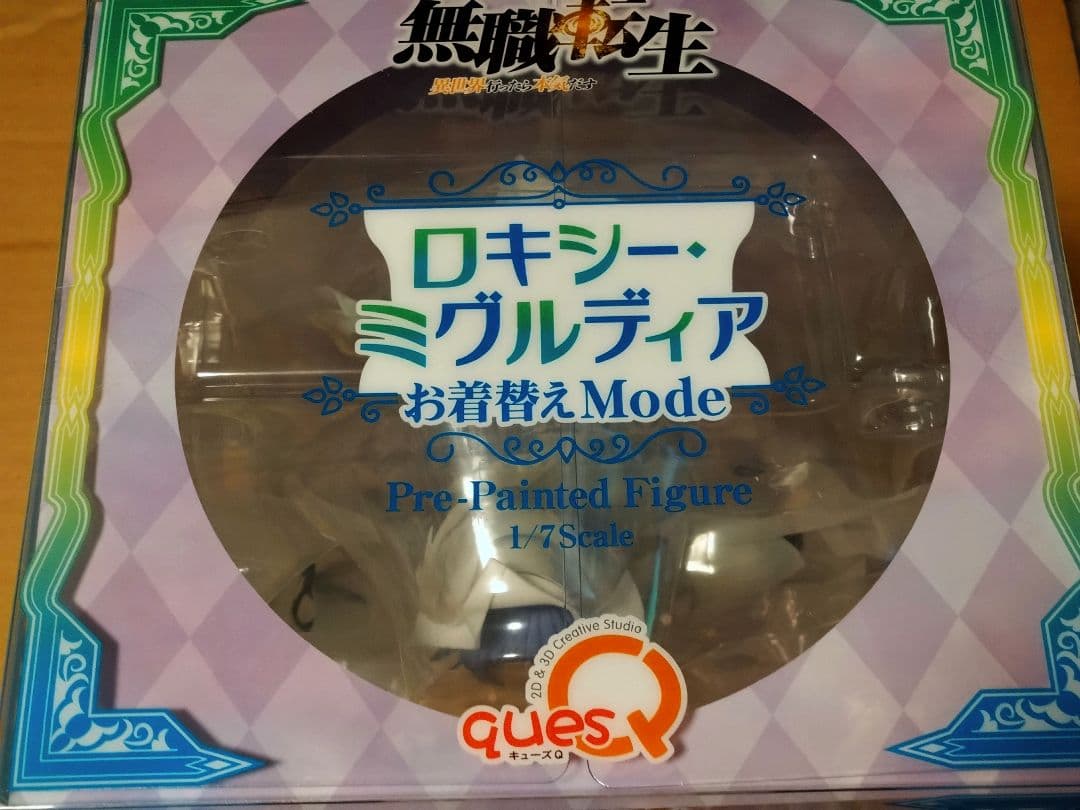 無職転生
異世界行ったら本気だす
ロキシー・
ミグルディア
お着替えMode
Pre-Painted Figure
1/7Scale
2D & 3D Creative Studio
quesQ
キューズQ